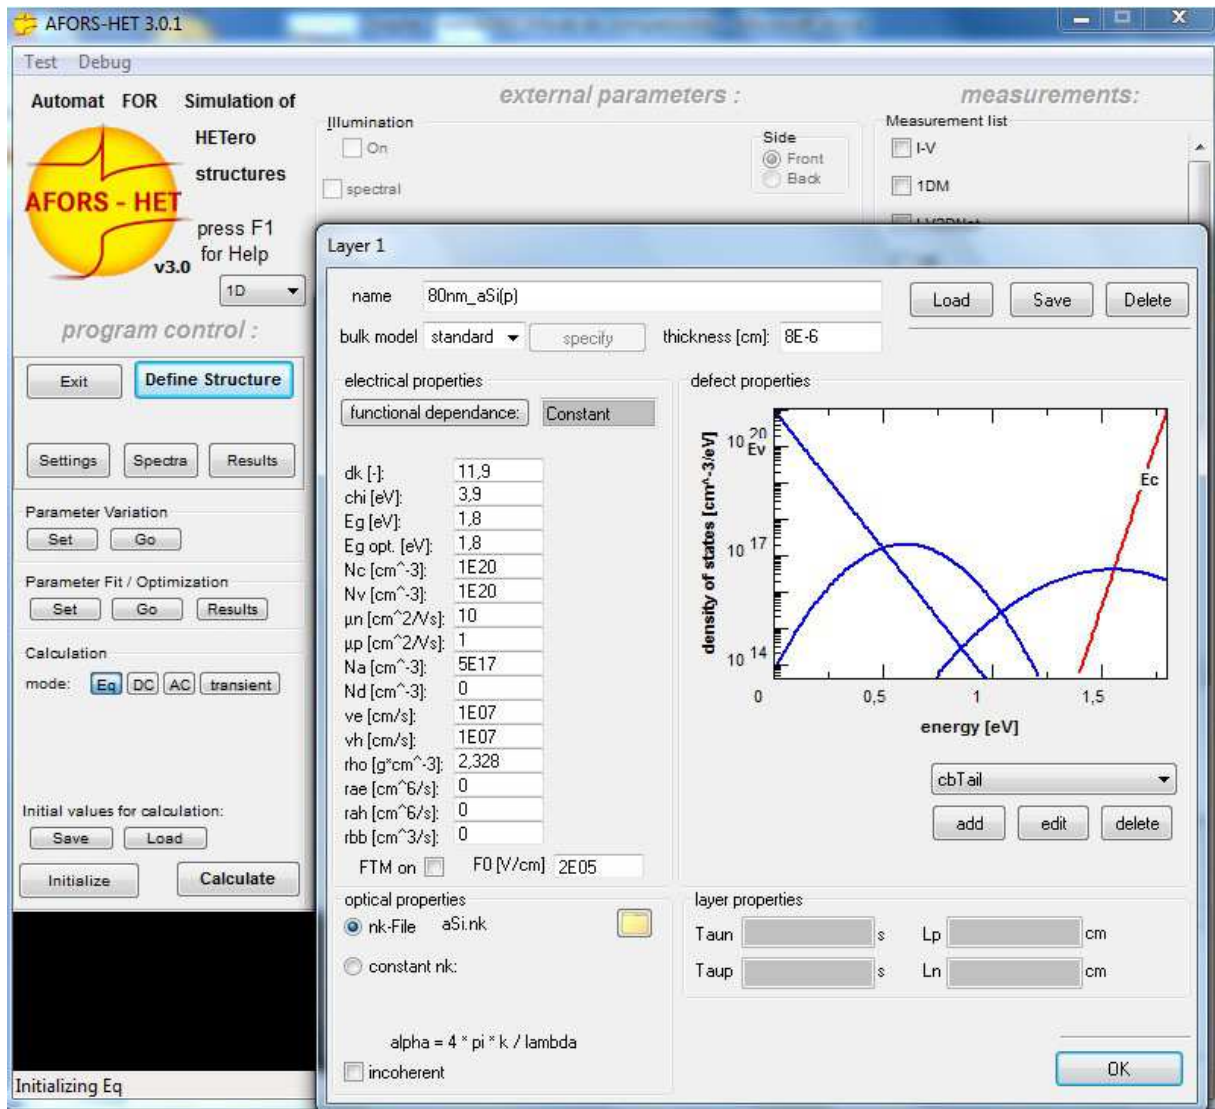 AFORS-HET 3.0.1
Test Debug
Automat FOR Simulation of
HETero
structures
AFORS - HET
v3.0
press F1
for Help
1D
program control :
Exit Define Structure
Settings Spectra Results
Parameter Variation
Set Go
Parameter Fit / Optimization
Set Go Results
Calculation
mode: Eq DC AC transient
Initial values for calculation:
Save Load
Initialize Calculate
Initializing Eq
external parameters :
Illumination
On
spectral
Side
Front
Back
measurements:
Measurement list
I-V
1DM
Layer 1
name 80nm_aSi(p) Load Save Delete
bulk model standard specify thickness [cm]: 8E-6
electrical properties
functional dependance: Constant
dk [-]: 11,9
chi [eV]: 3,9
Eg [eV]: 1,8
Eg opt. [eV]: 1,8
Nc [cm^-3]: 1E20
Nv [cm^-3]: 1E20
µn [cm^2/Vs]: 10
µp [cm^2/Vs]: 1
Na [cm^-3]: 5E17
Nd [cm^-3]: 0
ve [cm/s]: 1E07
vh [cm/s]: 1E07
rho [g*cm^-3]: 2,328
rae [cm^6/s]: 0
rah [cm^6/s]: 0
rbb [cm^3/s]: 0
FTM on F0 [V/cm] 2E05
defect properties
density of states [cm^-3/eV]
10 20
Ev
Ec
10 17
10 14
0 0,5 1 1,5
energy [eV]
cbTail
add edit delete
optical properties
nk-File aSi.nk
constant nk:
alpha = 4 * pi * k / lambda
incoherent
layer properties
Taun s Lp cm
Taup s Ln cm
OK